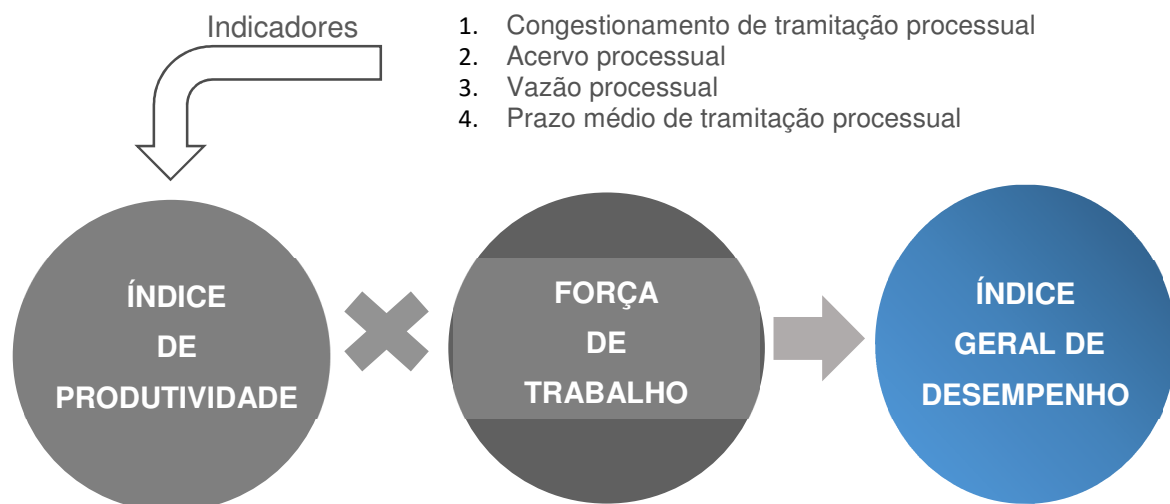 Indicadores
1. Congestionamento de tramitação processual
2. Acervo processual
3. Vazão processual
4. Prazo médio de tramitação processual
ÍNDICE
DE
PRODUTIVIDADE
FORÇA
DE
TRABALHO
ÍNDICE
GERAL DE
DESEMPENHO